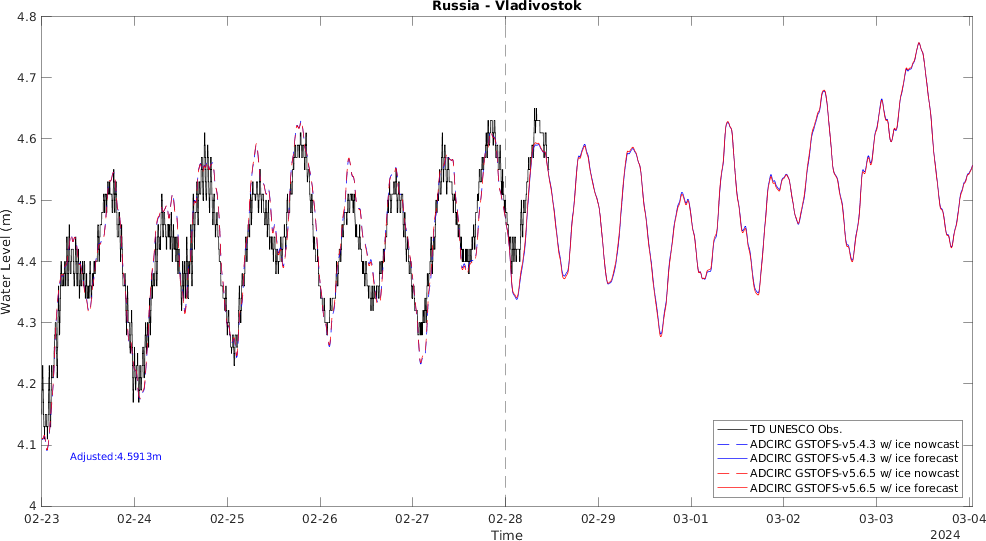 Russia - Vladivostok
4.8
4.7
4.6
4.5
4.4
4.3
4.2
4.1
4
Water Level (m)
Adjusted:4.5913m
TD UNESCO Obs.
ADCIRC GSTOFS-v5.4.3 w/ ice nowcast
ADCIRC GSTOFS-v5.4.3 w/ ice forecast
ADCIRC GSTOFS-v5.6.5 w/ ice nowcast
ADCIRC GSTOFS-v5.6.5 w/ ice forecast
02-23 02-24 02-25 02-26 02-27 02-28 02-29 03-01 03-02 03-03 03-04
Time
2024